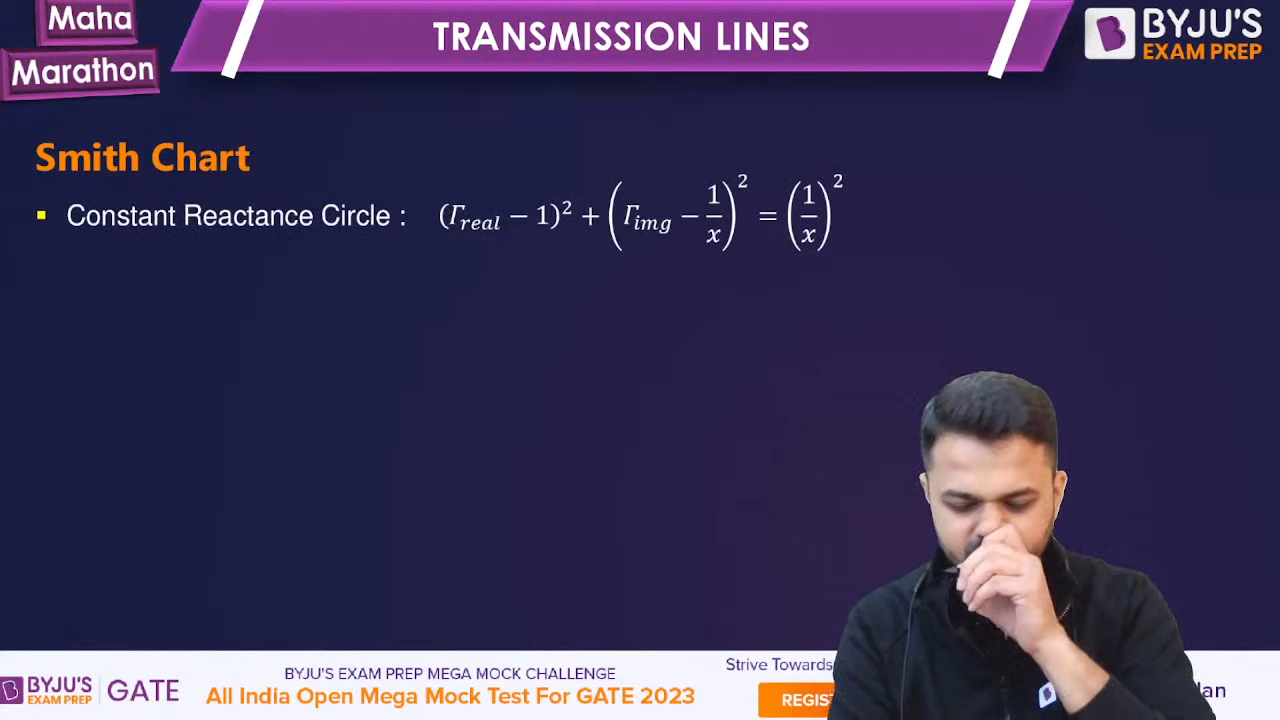 Maha
Marathon
TRANSMISSION LINES
BYJU'S
EXAM PREP
Smith Chart
▪ Constant Reactance Circle : (Γ_real − 1)² + (Γ_img − 1/x)² = (1/x)²
BYJU'S
EXAM PREP
GATE
BYJU'S EXAM PREP MEGA MOCK CHALLENGE
All India Open Mega Mock Test For GATE 2023
Strive Towards